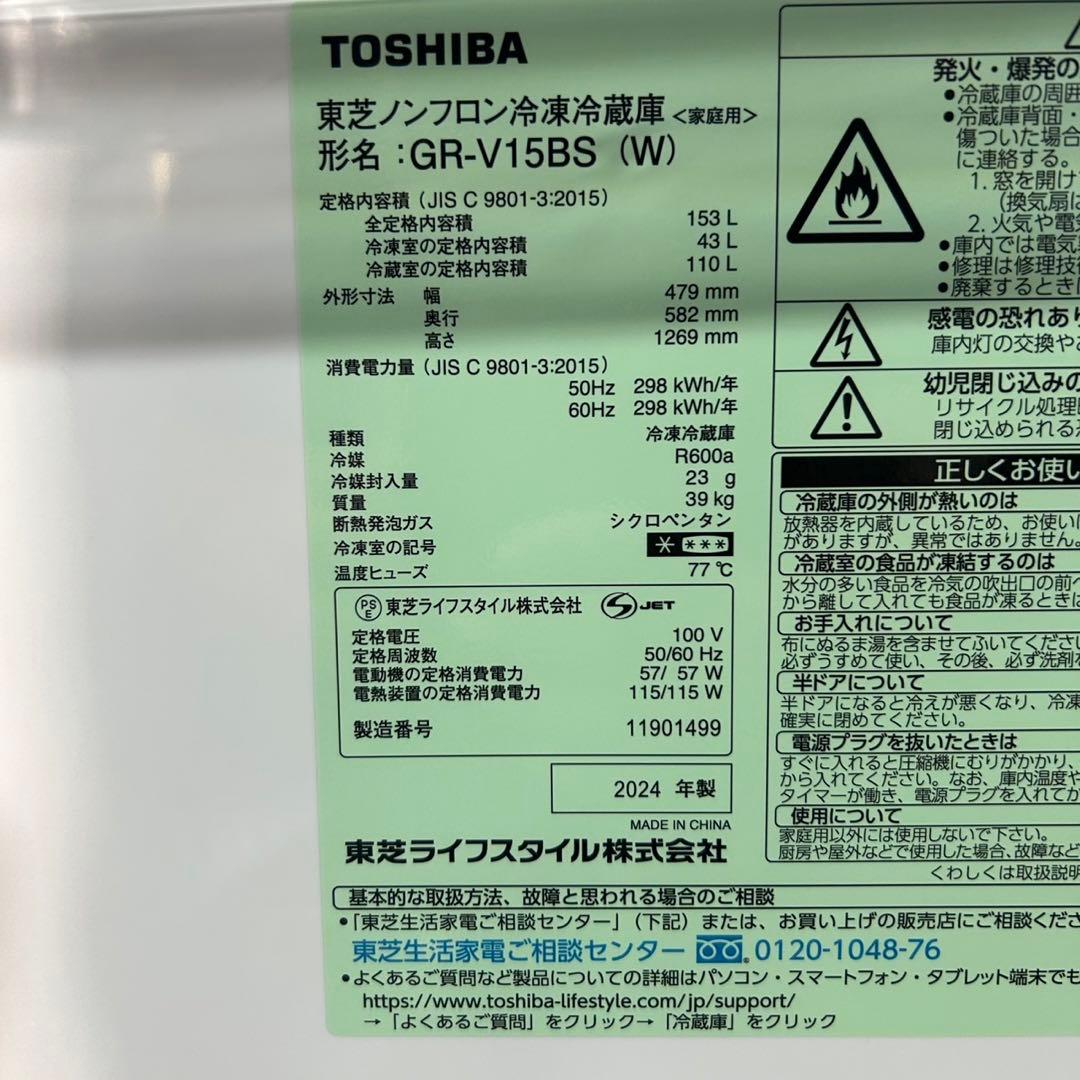 TOSHIBA
東芝ノンフロン冷凍冷蔵庫 <家庭用>
形名 : GR-V15BS (W)
定格内容積 (JIS C 9801-3:2015)
全定格内容積 153 L
冷凍室の定格内容積 43 L
冷蔵室の定格内容積 110 L
外形寸法 幅 479 mm
奥行 582 mm
高さ 1269 mm
消費電力量 (JIS C 9801-3:2015)
50Hz 298 kWh/年
60Hz 298 kWh/年
種類 冷凍冷蔵庫
冷媒 R600a
冷媒封入量 23 g
質量 39 kg
断熱発泡ガス シクロペンタン
冷凍室の記号 * ***
温度ヒューズ 77 ℃
PSE 東芝ライフスタイル株式会社 S JET
定格電圧 100 V
定格周波数 50/60 Hz
電動機の定格消費電力 57/ 57 W
電熱装置の定格消費電力 115/115 W
製造番号 11901499
2024 年製
MADE IN CHINA
東芝ライフスタイル株式会社
発火・爆発の
●冷蔵庫の周囲
●冷蔵庫背面・
傷ついた場合
に連絡する。
1. 窓を開け
(換気扇は
2. 火気や電気
●庫内では電気
●修理は修理技術
●廃棄するときは
感電の恐れあり
庫内灯の交換や
幼児閉じ込みの
リサイクル処理
閉じ込められる
正しくお使い
冷蔵庫の外側が熱いのは
放熱器を内蔵しているため、お使い
がありますが、異常ではありません。
冷蔵室の食品が凍結するのは
水分の多い食品を冷気の吹出口の前
から離して入れても食品が凍るときは
お手入れについて
布にぬるま湯を含ませてふいてください
必ずうすめて使い、その後、必ず洗剤
半ドアについて
半ドアになると冷えが悪くなり、冷凍
確実に閉めてください。
電源プラグを抜いたときは
すぐに入れると圧縮機にむりがかかり、
から入れてください。なお、庫内温度や
タイマーが働き、電源プラグを入れてか
使用について
家庭用以外には使用しないで下さい。
厨房や屋外などで使用した場合、故障など
くわしくは取扱説明
基本的な取扱方法、故障と思われる場合のご相談
•「東芝生活家電ご相談センター」(下記) または、お買い上げの販売店にご相談くださ
東芝生活家電ご相談センター 0120-1048-76
•よくあるご質問など製品についての詳細はパソコン・スマートフォン・タブレット端末でも
https://www.toshiba-lifestyle.com/jp/support/
→「よくあるご質問」をクリック→「冷蔵庫」をクリック